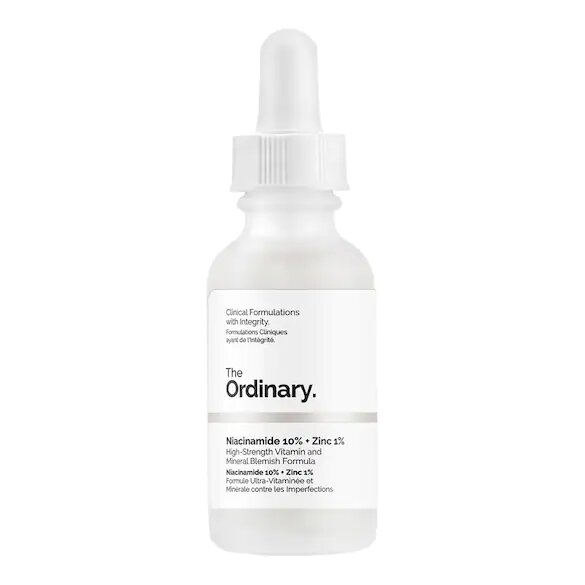 Clinical Formulations
with Integrity.
Formulations Cliniques
ayant de l'Intégrité.
The
Ordinary.
Niacinamide 10% + Zinc 1%
High-Strength Vitamin and
Mineral Blemish Formula
Niacinamide 10% + Zinc 1%
Formule Ultra-Vitaminée et
Minérale contre les Imperfections